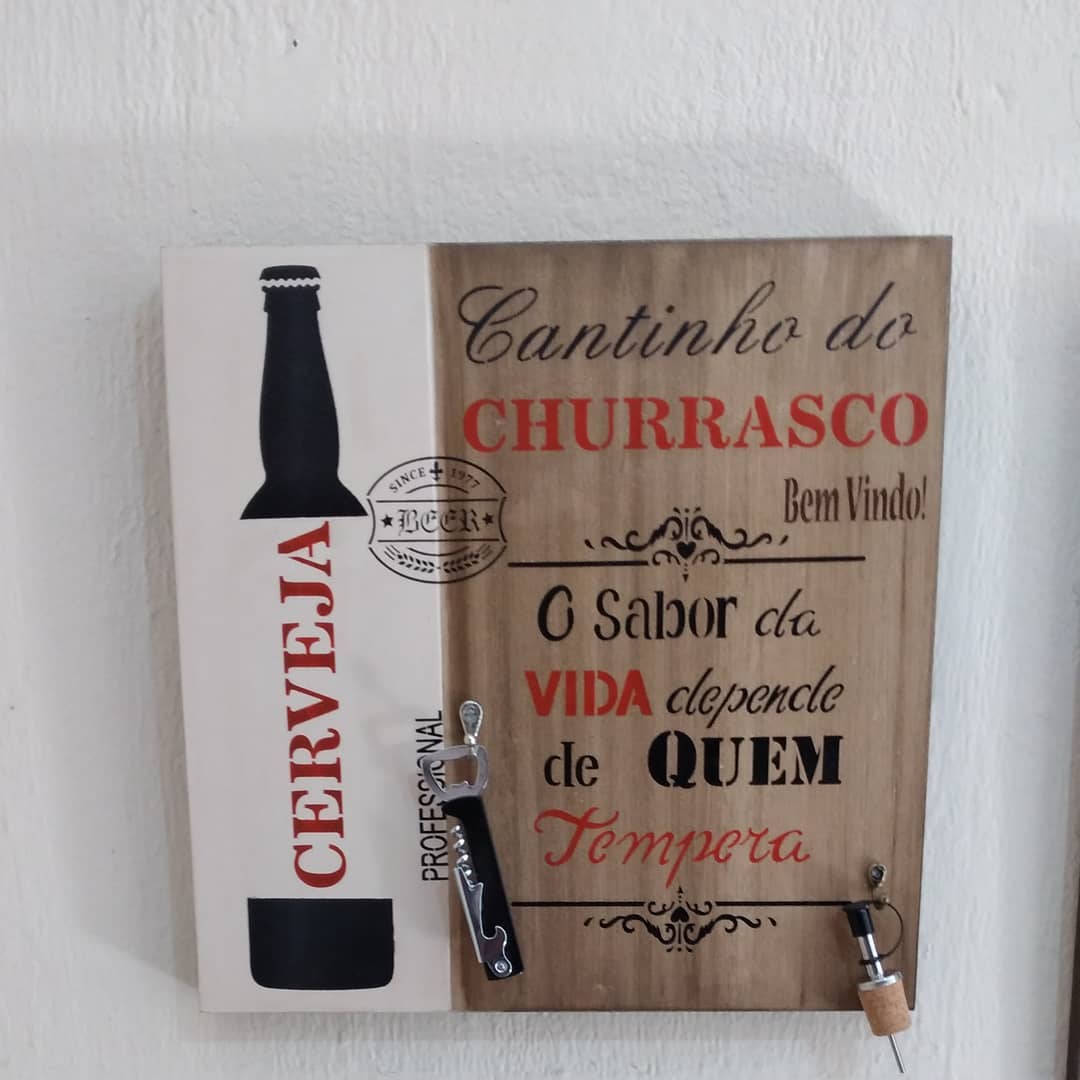 CERVEJA
SINCE 1977
BEER
PROFESSIONAL
Cantinho do
CHURRASCO
Bem Vindo!
O Sabor da
VIDA depende
de QUEM
Tempera